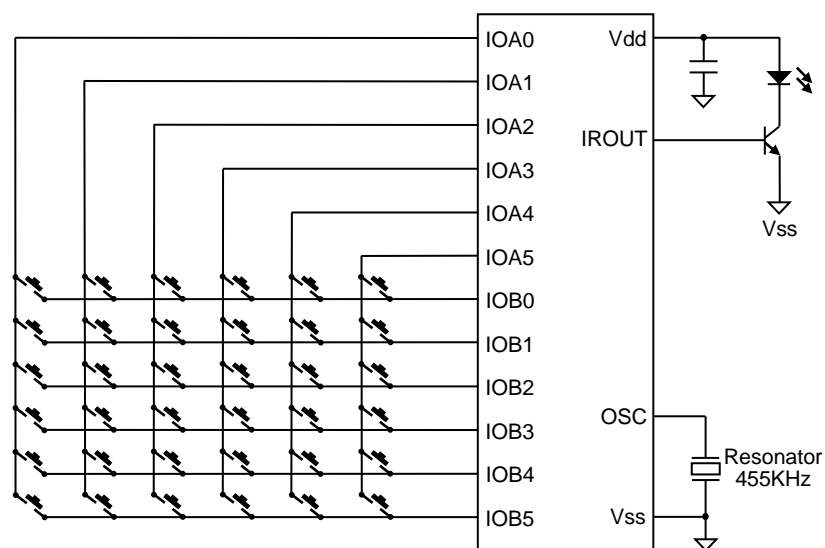 IOA0
IOA1
IOA2
IOA3
IOA4
IOA5
IOB0
IOB1
IOB2
IOB3
IOB4
IOB5
Vdd
IROUT
Vss
OSC
Resonator
455KHz
Vss